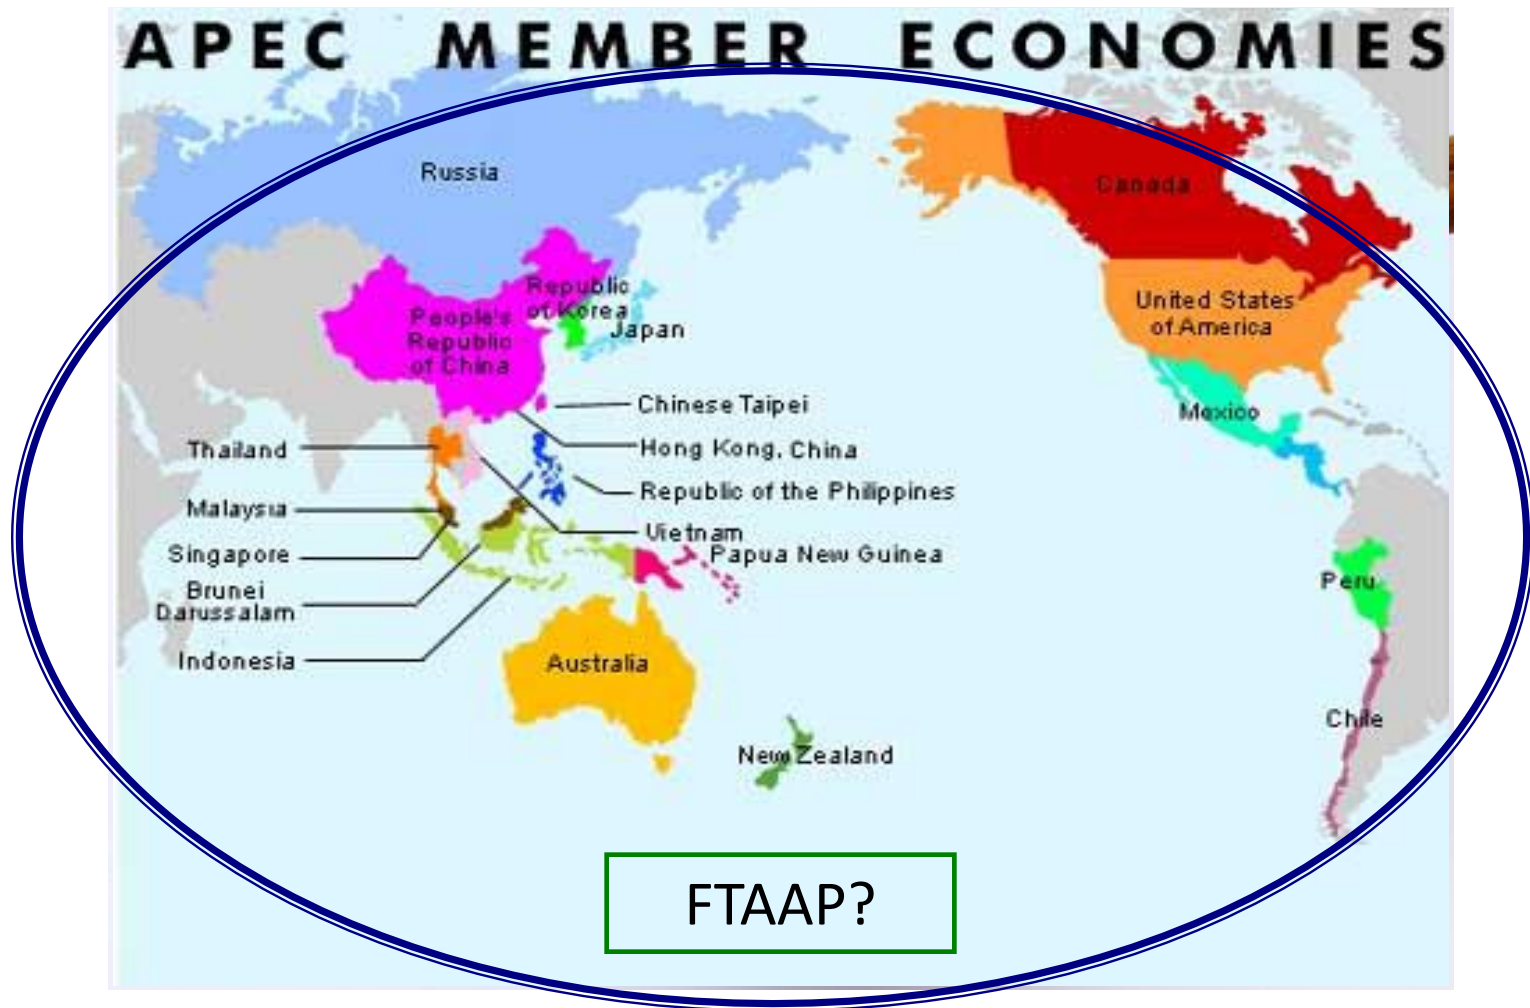 APEC MEMBER ECONOMIES
Russia
Canada
Republic
of Korea
People's
Republic
of China
Japan
United States
of America
Mexico
Chinese Taipei
Hong Kong, China
Thailand
Republic of the Philippines
Malaysia
Vietnam
Singapore
Papua New Guinea
Brunei
Darussalam
Peru
Indonesia
Australia
Chile
New Zealand
FTAAP?